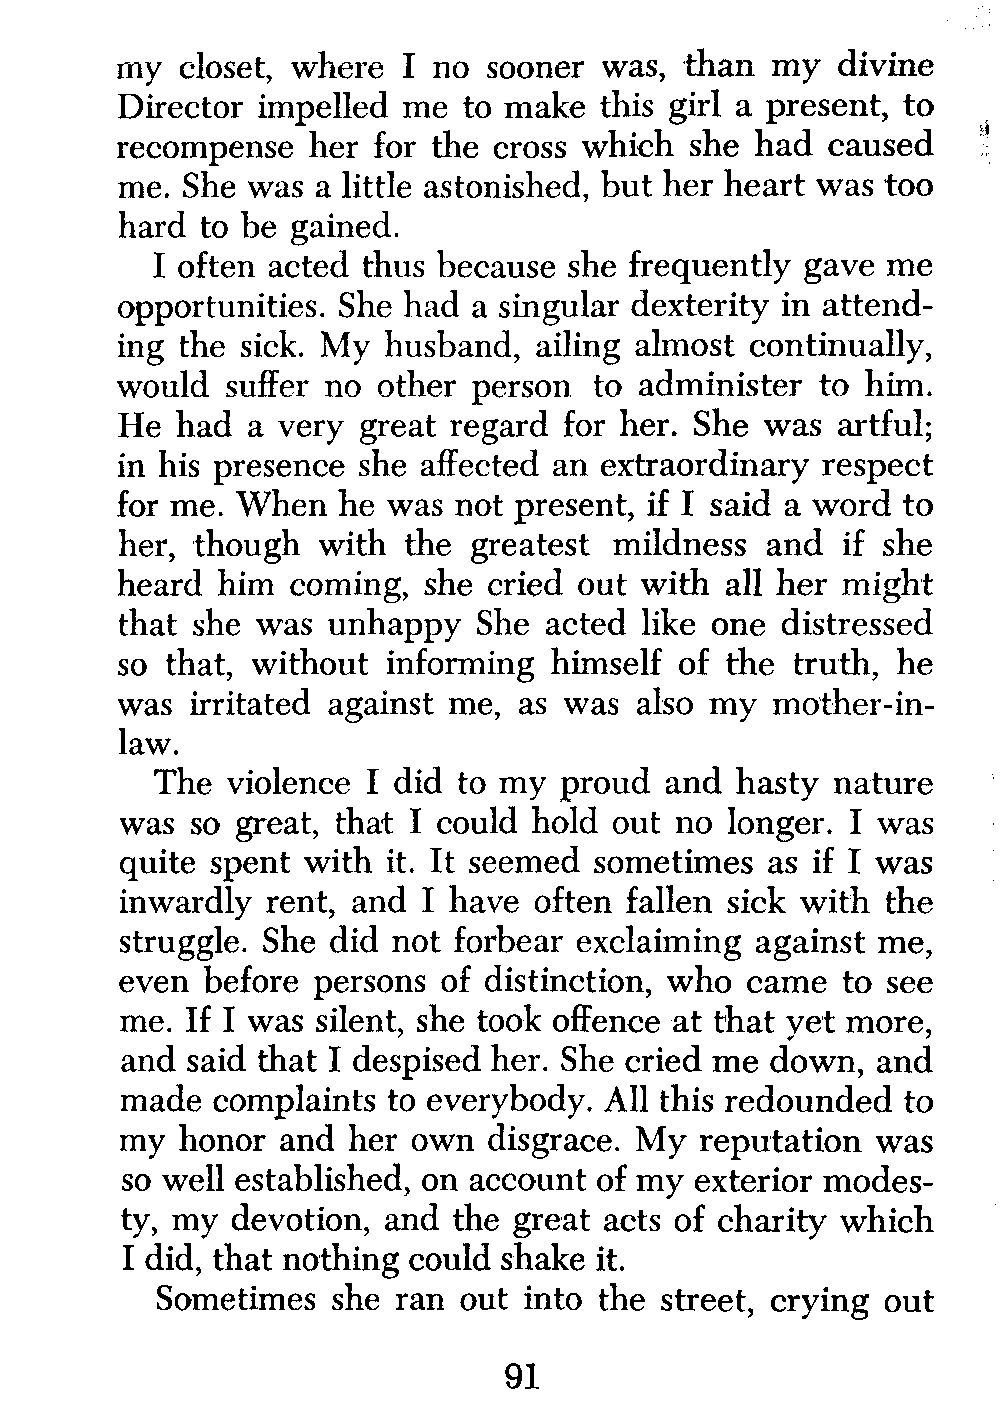 my closet, where I no sooner was, than my divine
Director impelled me to make this girl a present, to
recompense her for the cross which she had caused
me. She was a little astonished, but her heart was too
hard to be gained.
I often acted thus because she frequently gave me
opportunities. She had a singular dexterity in attend-
ing the sick. My husband, ailing almost continually,
would suffer no other person to administer to him.
He had a very great regard for her. She was artful;
in his presence she affected an extraordinary respect
for me. When he was not present, if I said a word to
her, though with the greatest mildness and if she
heard him coming, she cried out with all her might
that she was unhappy She acted like one distressed
so that, without informing himself of the truth, he
was irritated against me, as was also my mother-in-
law.
The violence I did to my proud and hasty nature
was so great, that I could hold out no longer. I was
quite spent with it. It seemed sometimes as if I was
inwardly rent, and I have often fallen sick with the
struggle. She did not forbear exclaiming against me,
even before persons of distinction, who came to see
me. If I was silent, she took offence at that yet more,
and said that I despised her. She cried me down, and
made complaints to everybody. All this redounded to
my honor and her own disgrace. My reputation was
so well established, on account of my exterior modes-
ty, my devotion, and the great acts of charity which
I did, that nothing could shake it.
Sometimes she ran out into the street, crying out
91